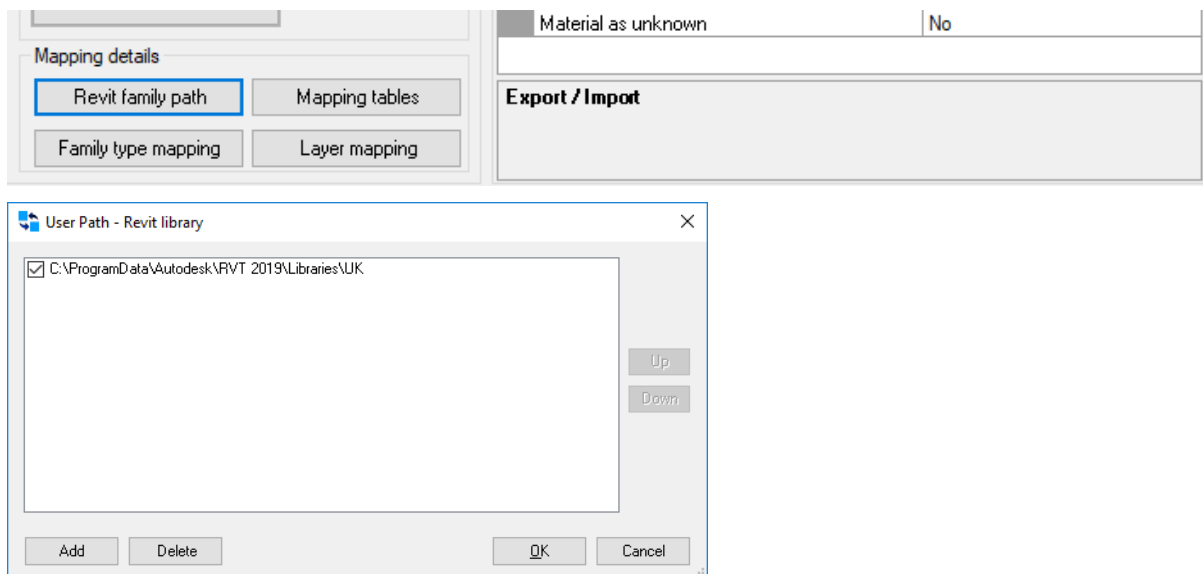 Material as unknown No
Mapping details
Revit family path Mapping tables
Export / Import
Family type mapping Layer mapping
User Path - Revit library
C:\ProgramData\Autodesk\RVT 2019\Libraries\UK
Up
Down
Add Delete OK Cancel